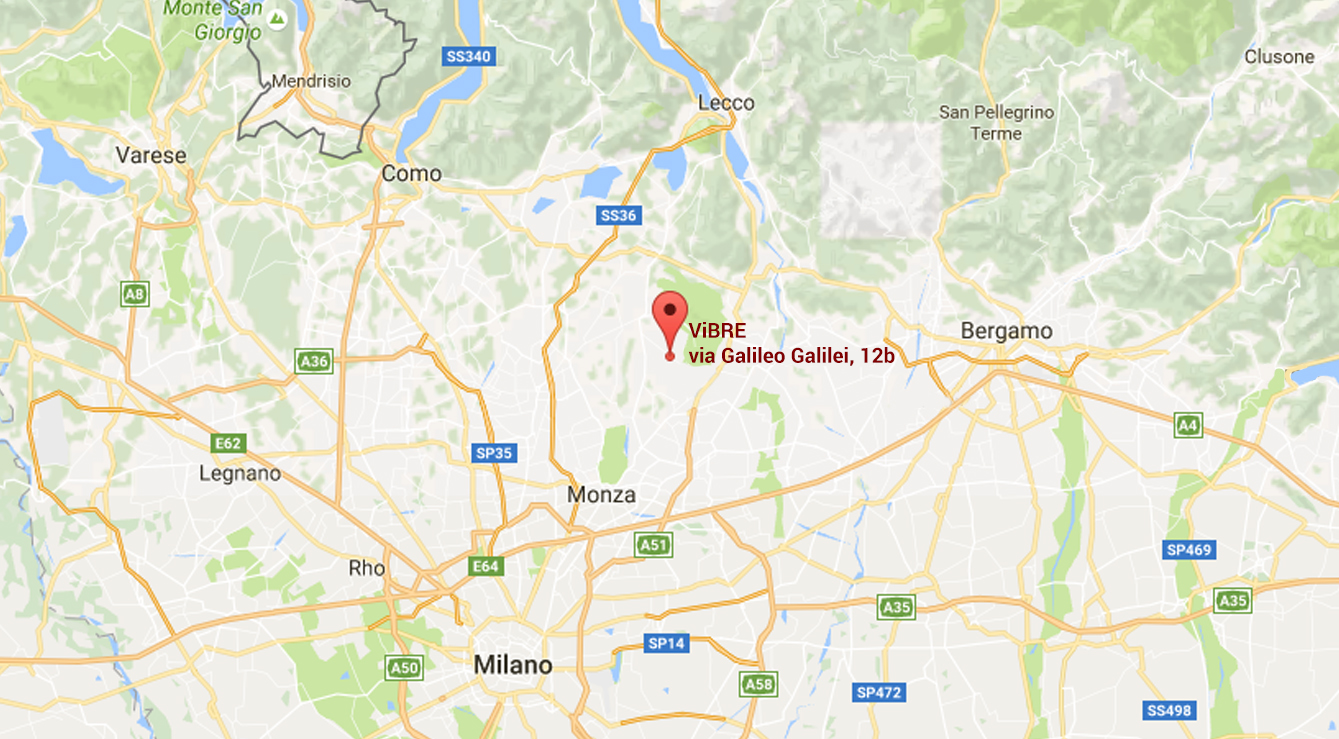 Monte San
Giorgio
SS340
Clusone
Mendrisio
Lecco
San Pellegrino
Terme
Varese
Como
SS36
A8
ViBRE
via Galileo Galilei, 12b
Bergamo
A36
A4
E62
SP35
Legnano
Monza
A51
SP469
Rho
E64
A35
A35
SP14
Milano
A50
A58
SP472
SS498